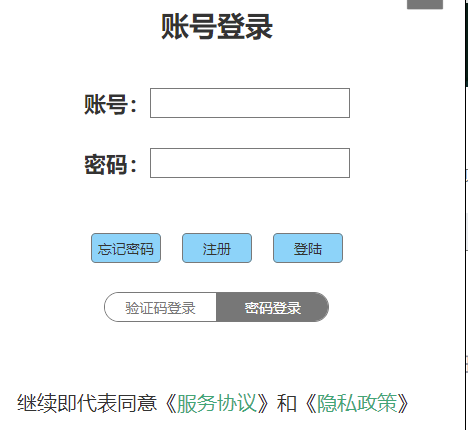 账号登录
账号：
密码：
忘记密码 注册 登陆
验证码登录 密码登录
继续即代表同意《服务协议》和《隐私政策》